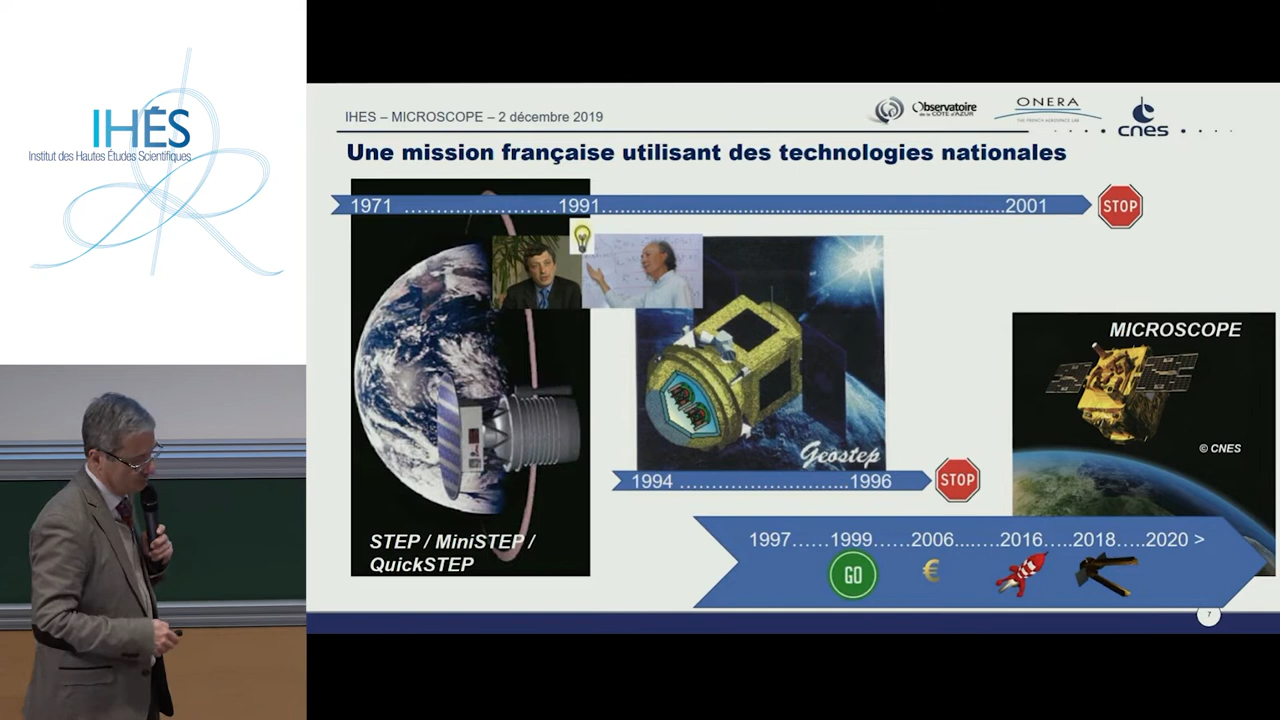 IHÉS
Institut des Hautes Études Scientifiques
IHES – MICROSCOPE – 2 décembre 2019
Observatoire
de la CÔTE d'AZUR
ONERA
THE FRENCH AEROSPACE LAB
cnes
Une mission française utilisant des technologies nationales
1971 ........................1991.............................................................2001
STOP
MICROSCOPE
© CNES
Geostep
1994 ..........................1996
STOP
STEP / MiniSTEP /
QuickSTEP
1997......1999......2006....…2016…..2018…..2020 >
GO
€
7